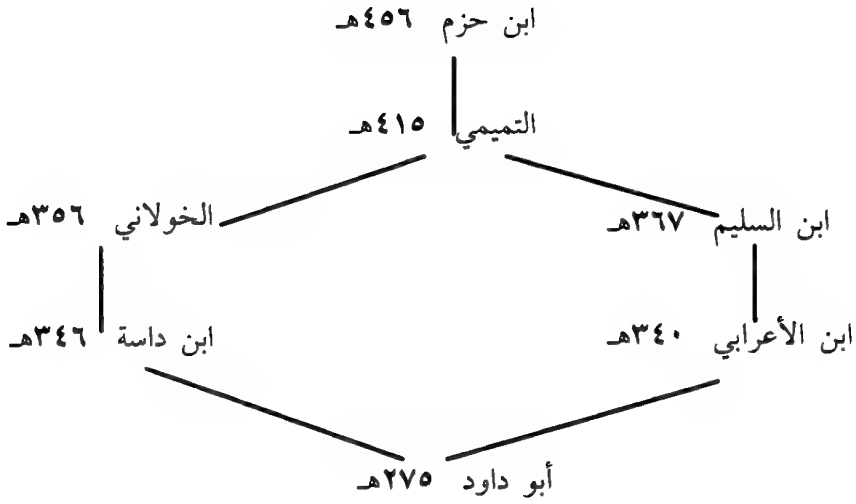 ابن حزم ٤٥٦هـ
التميمي ٤١٥هـ
ابن السليم ٣٦٧هـ
الخولاني ٣٥٦هـ
ابن الأعرابي ٣٤٠هـ
ابن داسة ٣٤٦هـ
أبو داود ٢٧٥هـ